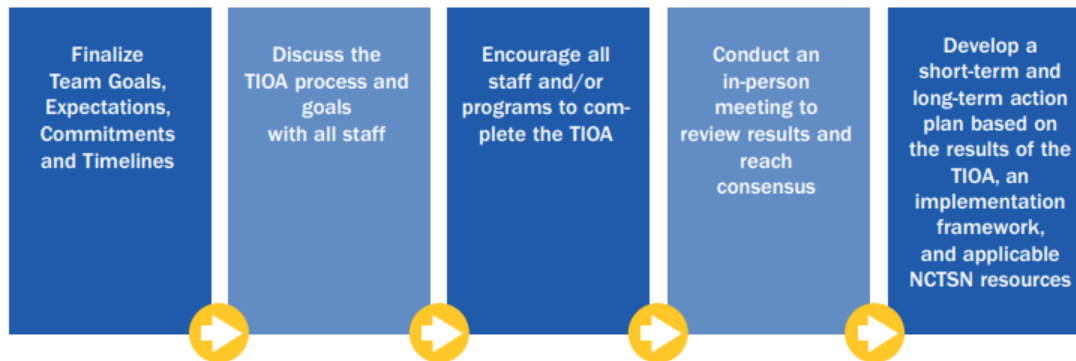 Finalize
Team Goals,
Expectations,
Commitments
and Timelines
Discuss the
TIOA process and
goals
with all staff
Encourage all
staff and/or
programs to com-
plete the TIOA
Conduct an
in-person
meeting to
review results and
reach
consensus
Develop a
short-term and
long-term action
plan based on
the results of the
TIOA, an
implementation
framework,
and applicable
NCTSN resources